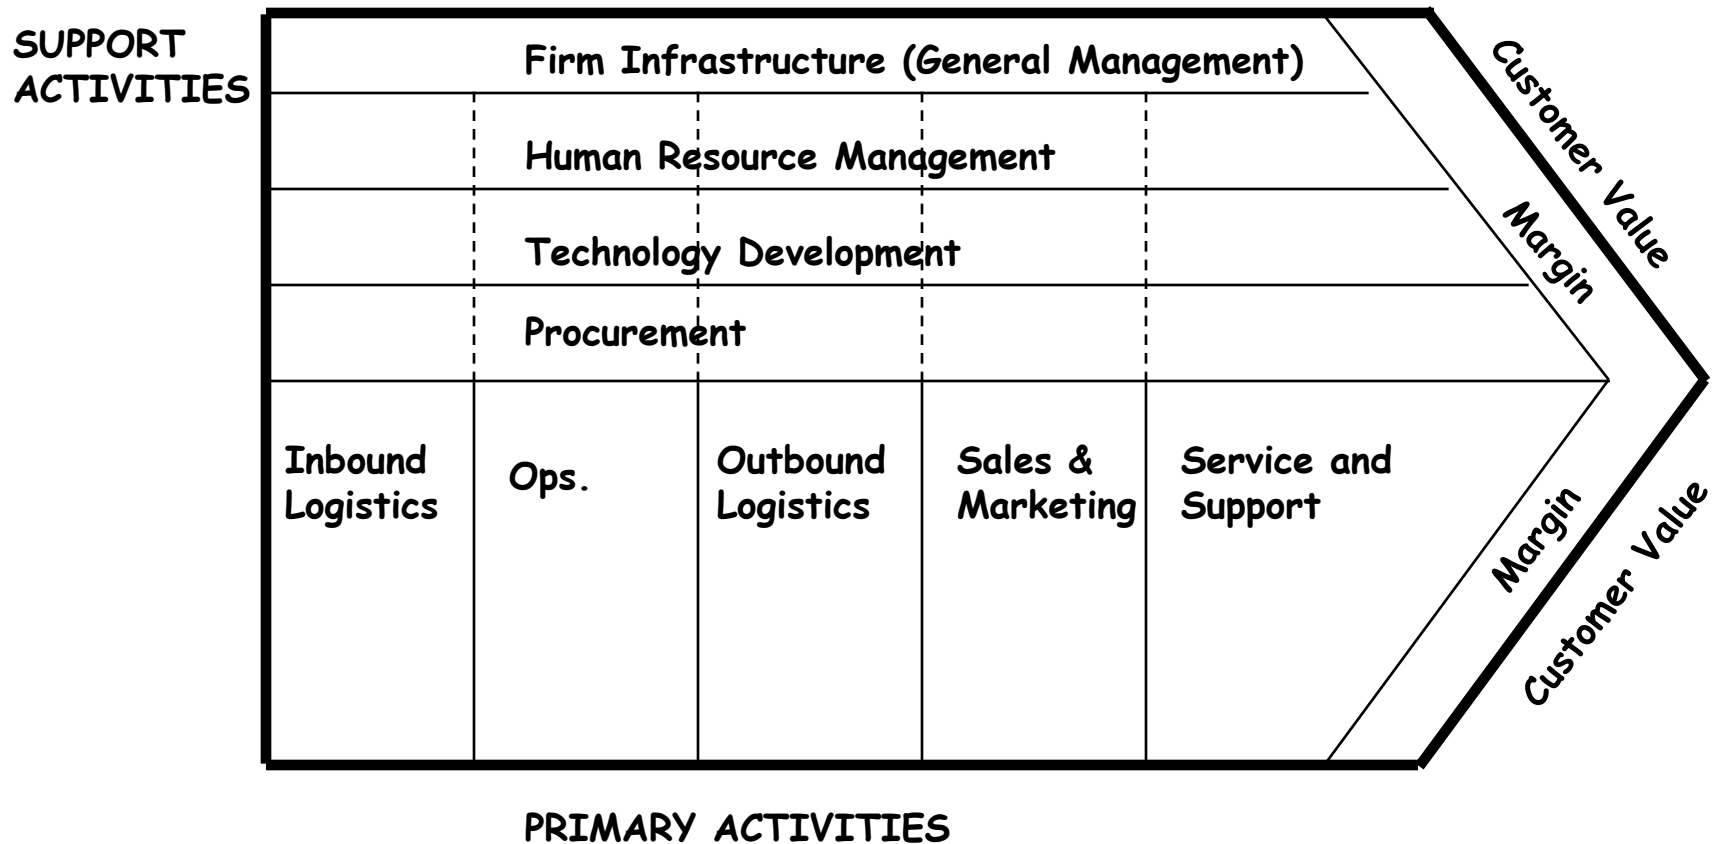 SUPPORT
ACTIVITIES
Firm Infrastructure (General Management)
Human Resource Management
Technology Development
Procurement
Customer Value
Margin
Inbound
Logistics
Ops.
Outbound
Logistics
Sales &
Marketing
Service and
Support
Margin
Customer Value
PRIMARY ACTIVITIES